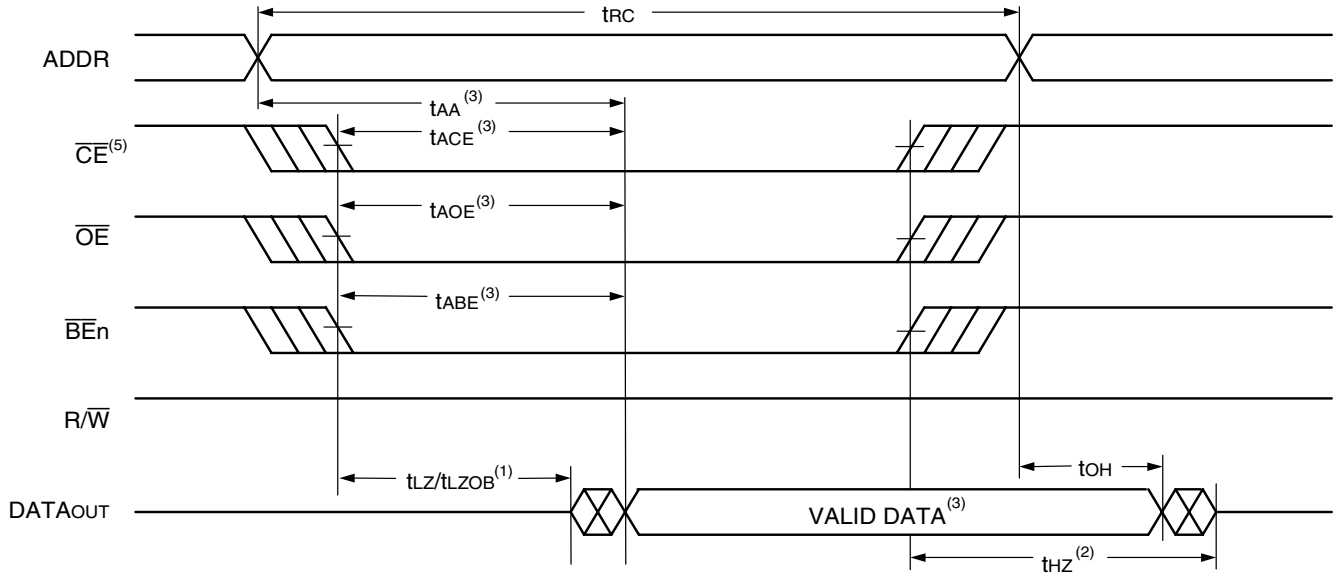 tRC
ADDR
tAA(3)
tACE(3)
CE(5)
tAOE(3)
OE
tABE(3)
BEn
R/W
tLZ/tLZOB(1)
tOH
DATAOUT
VALID DATA(3)
tHZ(2)